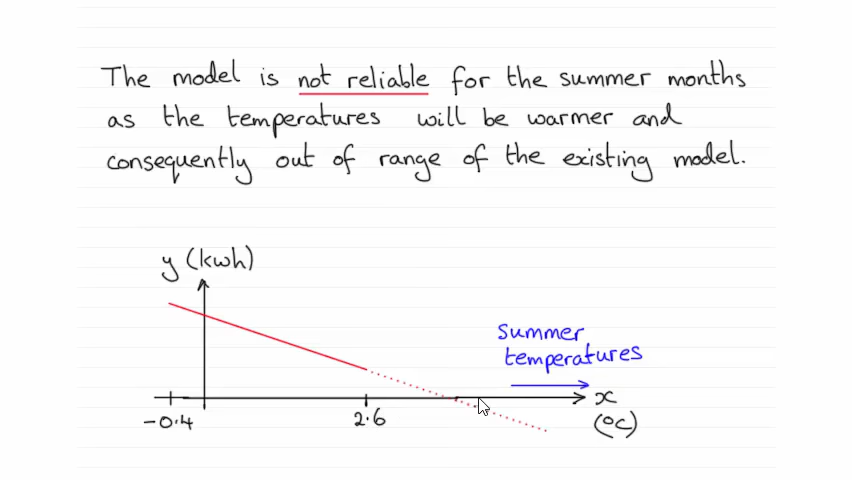 The model is not reliable for the summer months
as the temperatures will be warmer and
consequently out of range of the existing model.
y (kwh)
Summer
temperatures
x
-0.4
2.6
(°C)